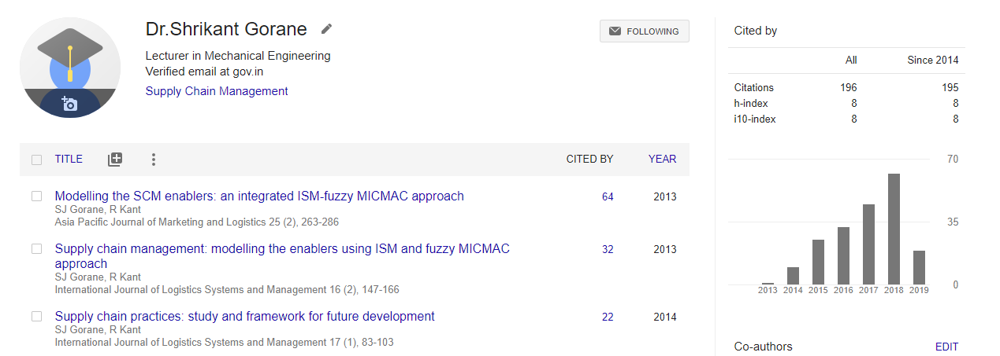 Dr.Shrikant Gorane
FOLLOWING
Lecturer in Mechanical Engineering
Verified email at gov.in
Supply Chain Management
TITLE CITED BY YEAR
Modelling the SCM enablers: an integrated ISM-fuzzy MICMAC approach 64 2013
SJ Gorane, R Kant
Asia Pacific Journal of Marketing and Logistics 25 (2), 263-286
Supply chain management: modelling the enablers using ISM and fuzzy MICMAC 32 2013
approach
SJ Gorane, R Kant
International Journal of Logistics Systems and Management 16 (2), 147-166
Supply chain practices: study and framework for future development 22 2014
SJ Gorane, R Kant
International Journal of Logistics Systems and Management 17 (1), 83-103
Cited by
All Since 2014
Citations 196 195
h-index 8 8
i10-index 8 8
70
35
0
2013 2014 2015 2016 2017 2018 2019
Co-authors EDIT